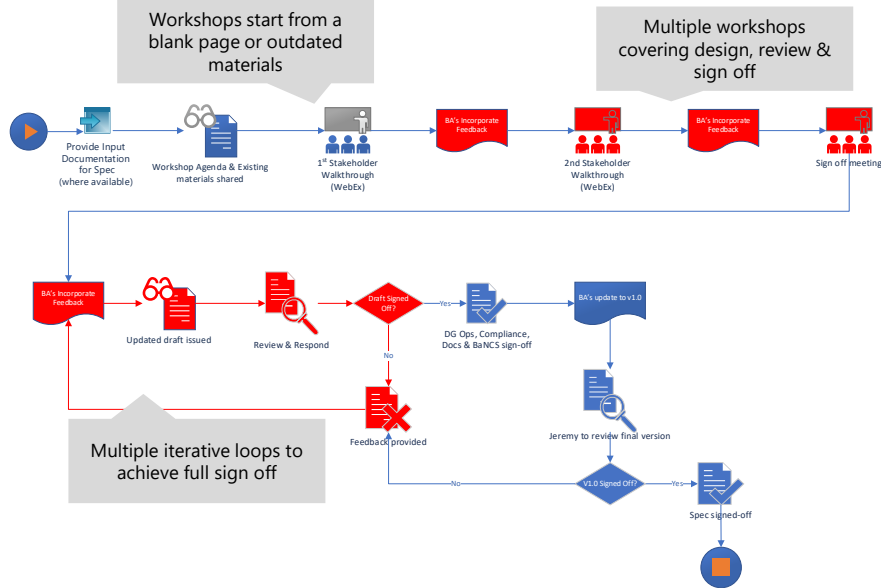 Workshops start from a
blank page or outdated
materials
Multiple workshops
covering design, review &
sign off
Provide Input
Documentation
for Spec
(where available)
Workshop Agenda & Existing
materials shared
1st Stakeholder
Walkthrough
(WebEx)
BA's Incorporate
Feedback
2nd Stakeholder
Walkthrough
(WebEx)
BA's Incorporate
Feedback
Sign off meeting
BA's Incorporate
Feedback
Updated draft issued
Review & Respond
Draft Signed
Off?
Yes
DG Ops, Compliance,
Docs & BaNCS sign-off
BA's update to v1.0
No
Feedback provided
Jeremy to review final version
Multiple iterative loops to
achieve full sign off
No
V1.0 Signed Off?
Yes
Spec signed-off